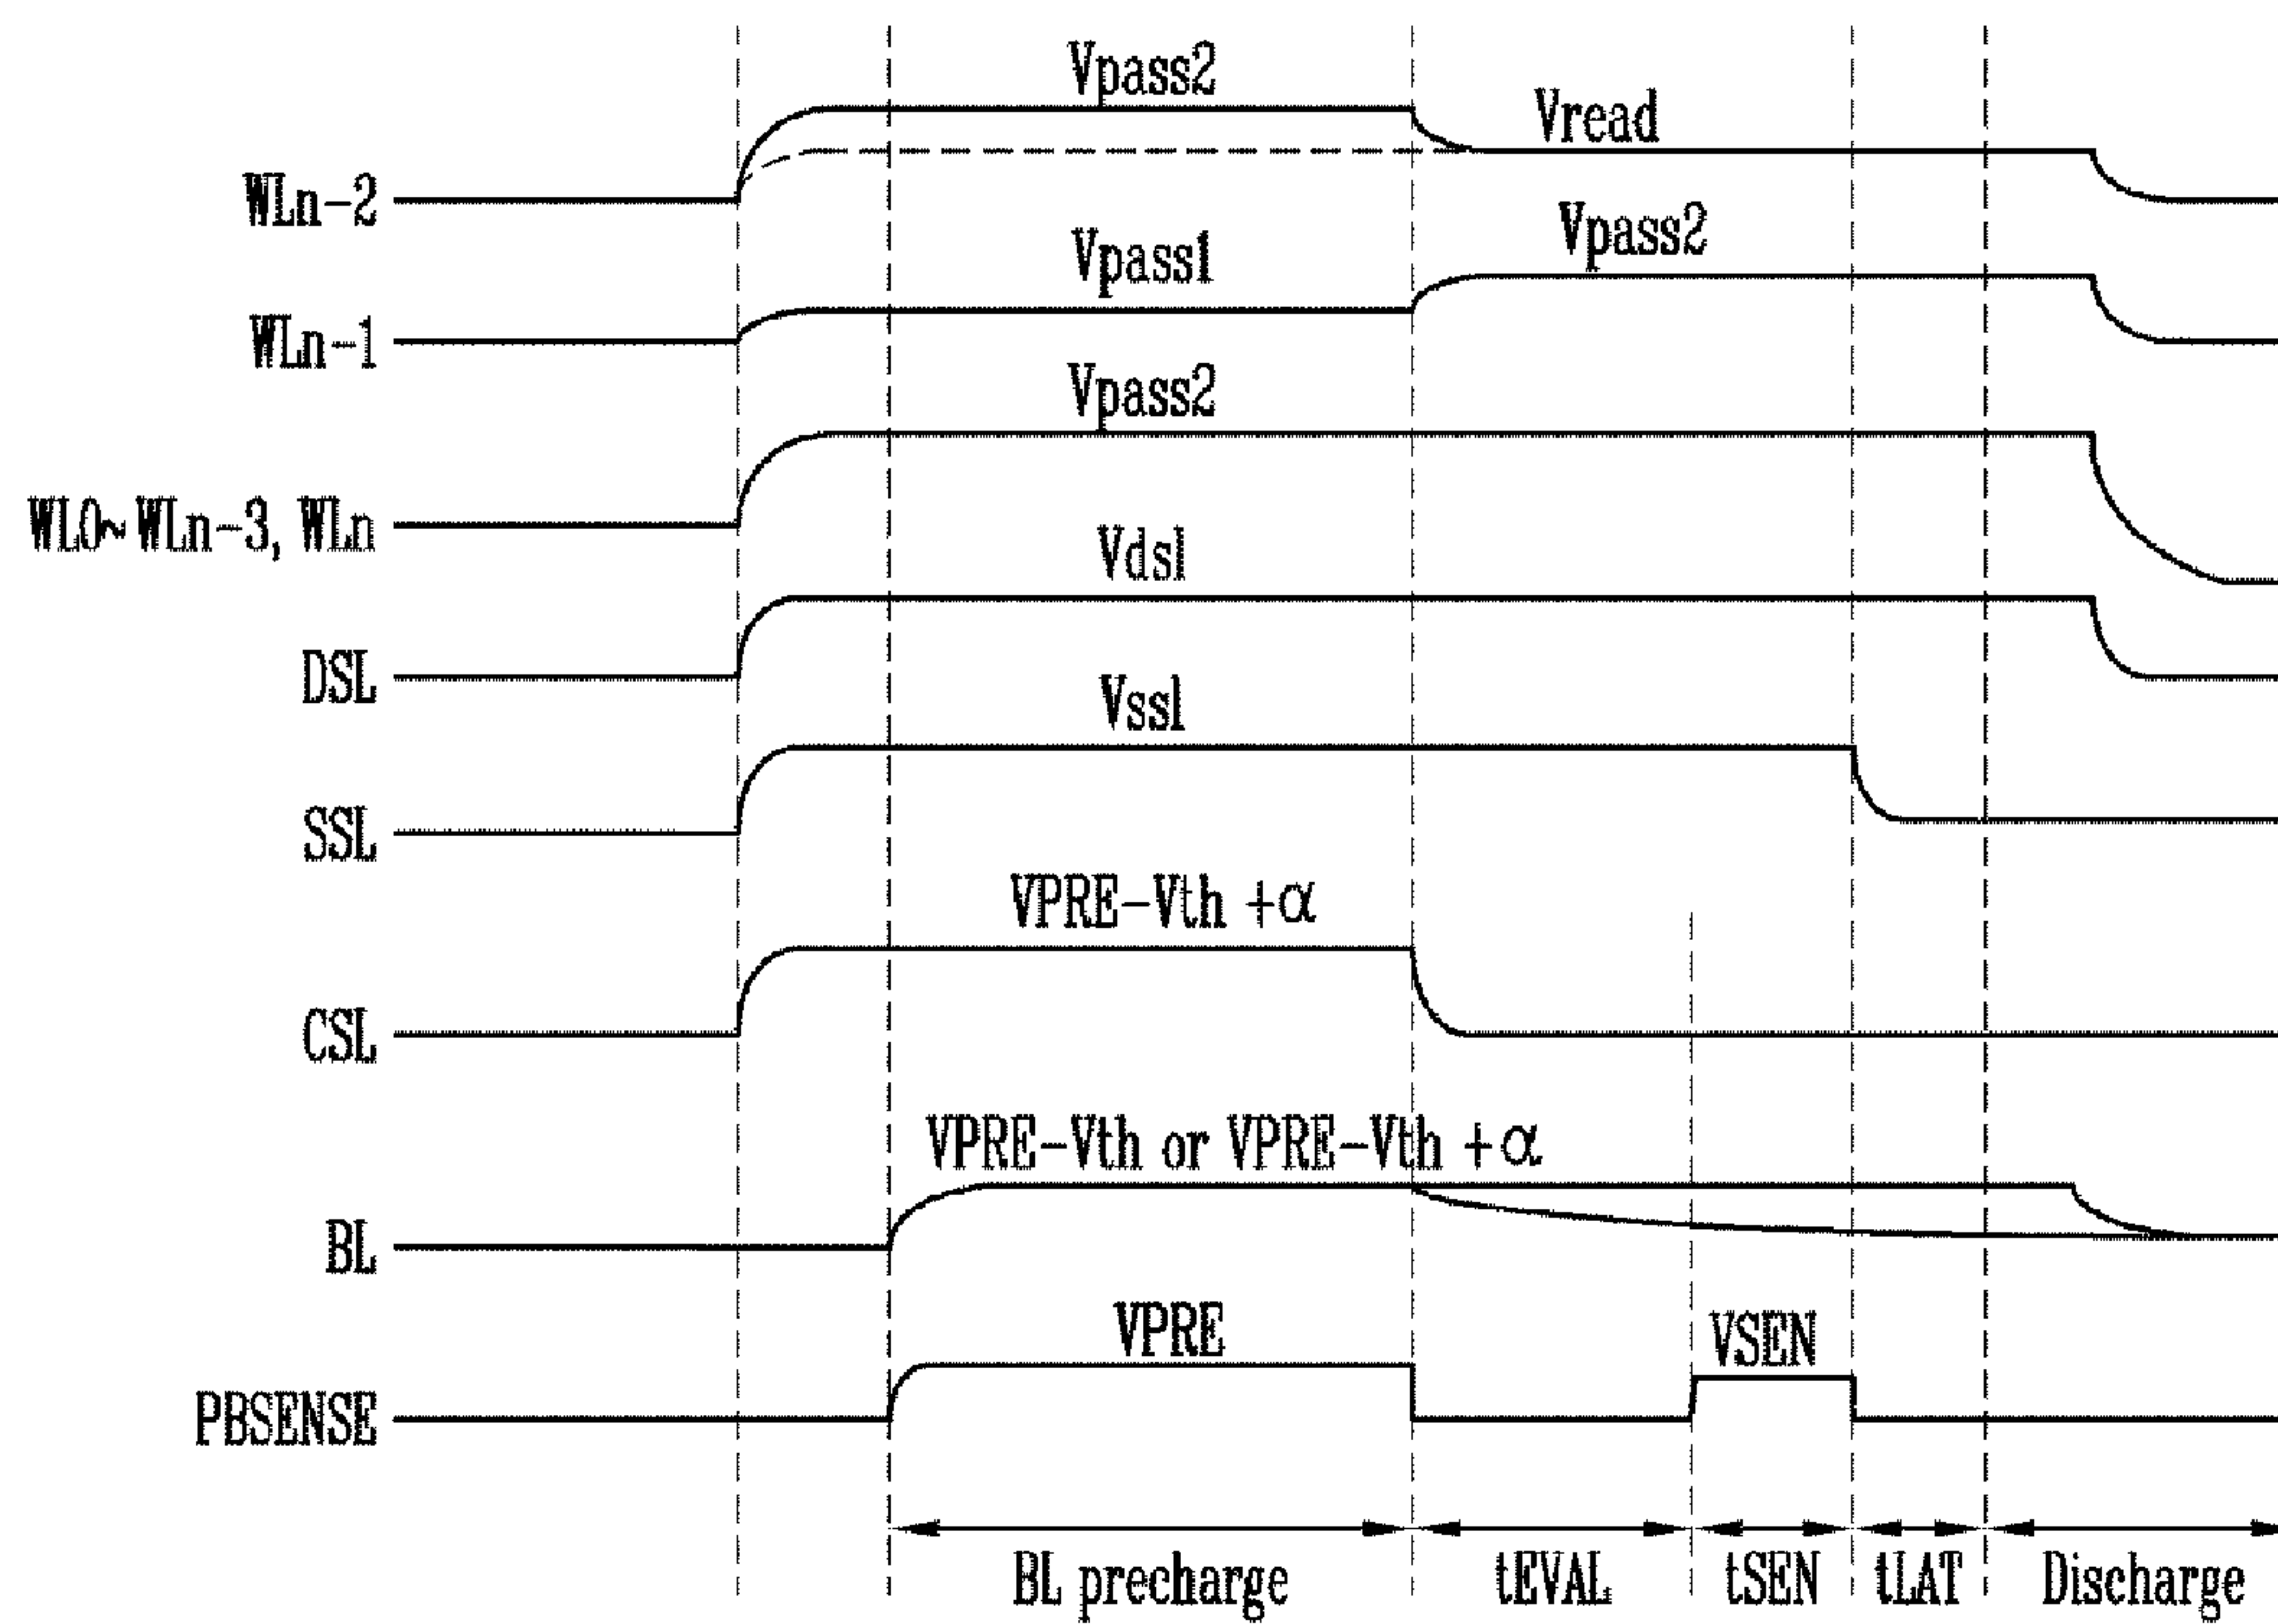 Vpass2
Vread
WLn-2
Vpass2
Vpass1
WLn-1
Vpass2
WL0~WLn-3, WLn
Vdsl
DSL
Vssl
SSL
VPRE-Vth +α
CSL
VPRE-Vth or VPRE-Vth +α
BL
VPRE
VSEN
PBSENSE
BL precharge
tEVAL
tSEN
tLAT
Discharge